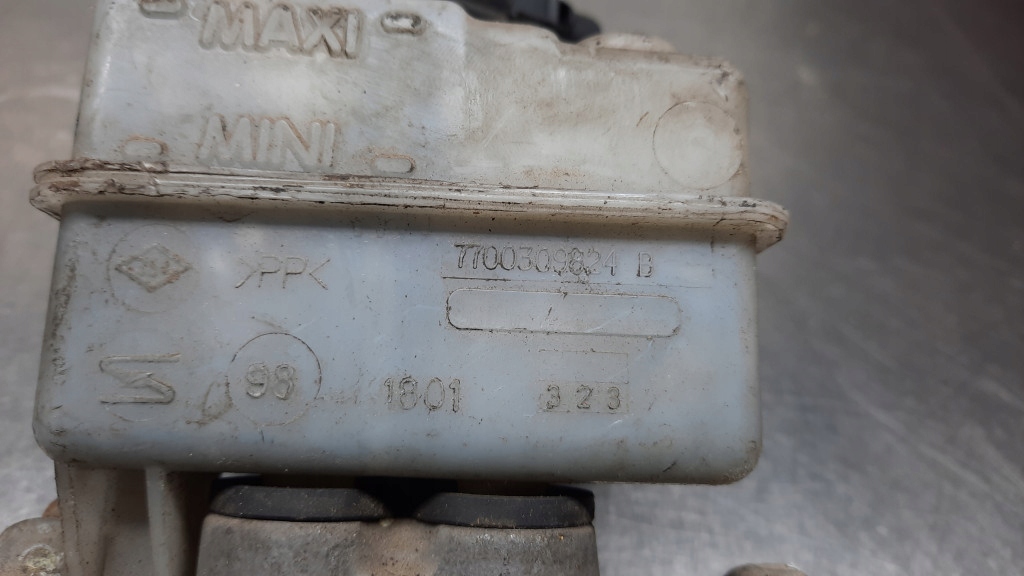 MAXI
MINI
>PP<
7700309824 B
98
1801
323